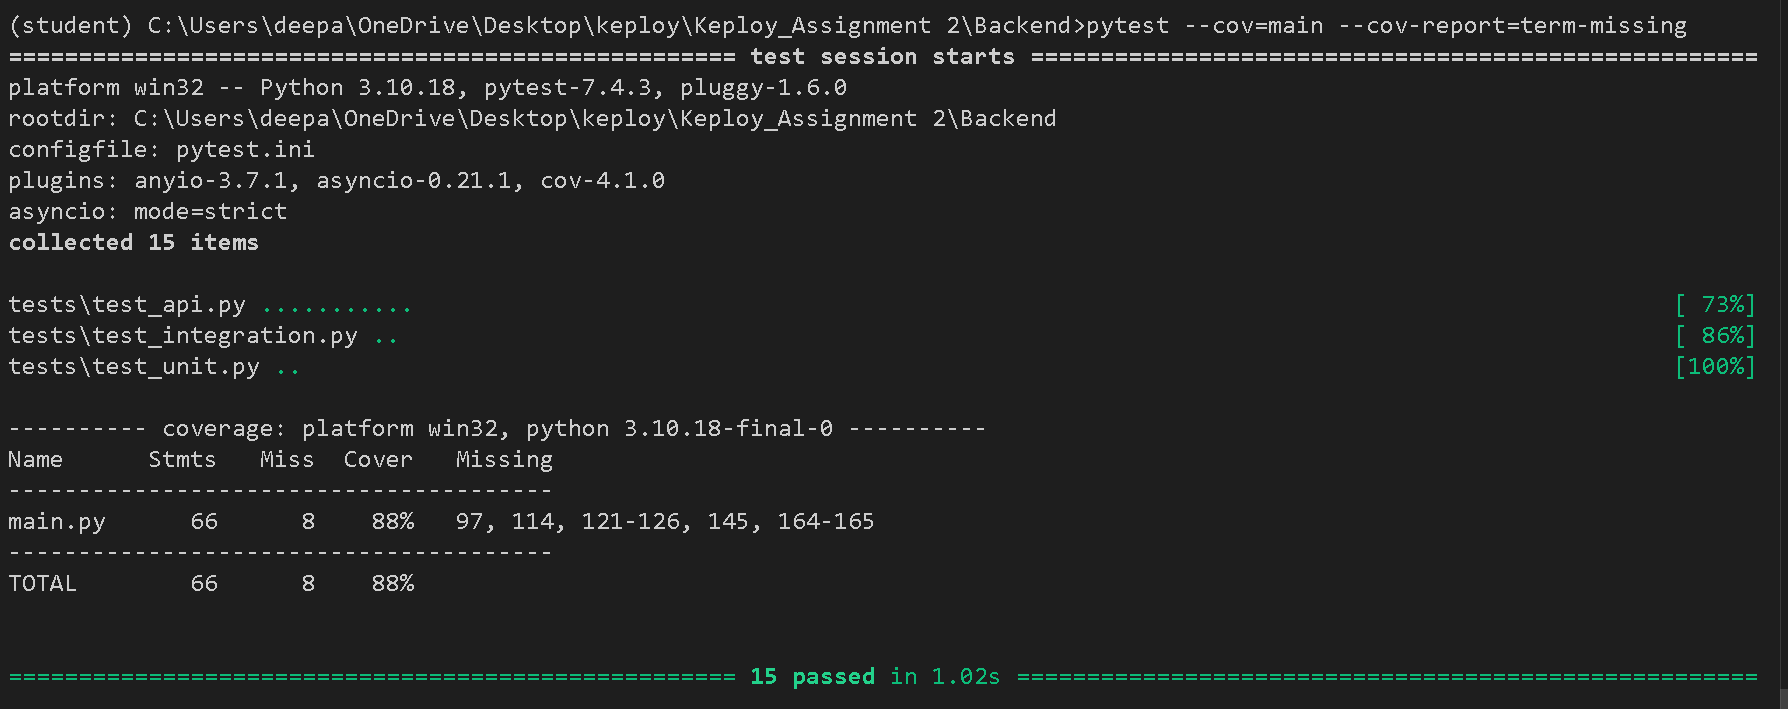 (student) C:\Users\deepa\OneDrive\Desktop\keploy\Keploy_Assignment 2\Backend>pytest --cov=main --cov-report=term-missing
==================================================== test session starts ====================================================
platform win32 -- Python 3.10.18, pytest-7.4.3, pluggy-1.6.0
rootdir: C:\Users\deepa\OneDrive\Desktop\keploy\Keploy_Assignment 2\Backend
configfile: pytest.ini
plugins: anyio-3.7.1, asyncio-0.21.1, cov-4.1.0
asyncio: mode=strict
collected 15 items

tests\test_api.py ...........                                                                                          [ 73%]
tests\test_integration.py ..                                                                                           [ 86%]
tests\test_unit.py ..                                                                                                  [100%]

---------- coverage: platform win32, python 3.10.18-final-0 ----------
Name      Stmts   Miss  Cover   Missing
---------------------------------------
main.py      66      8    88%   97, 114, 121-126, 145, 164-165
---------------------------------------
TOTAL        66      8    88%

==================================================== 15 passed in 1.02s =====================================================